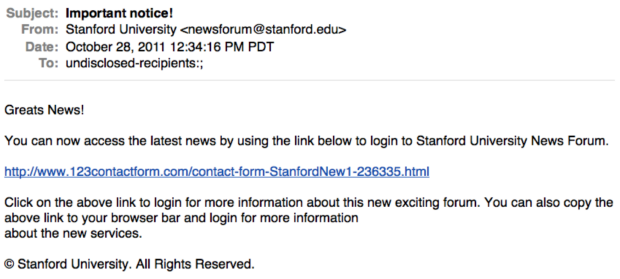 Subject: Important notice!
From: Stanford University <newsforum@stanford.edu>
Date: October 28, 2011 12:34:16 PM PDT
To: undisclosed-recipients:;
Greats News!
You can now access the latest news by using the link below to login to Stanford University News Forum.
http://www.123contactform.com/contact-form-StanfordNew1-236335.html
Click on the above link to login for more information about this new exciting forum. You can also copy the
above link to your browser bar and login for more information
about the new services.
© Stanford University. All Rights Reserved.